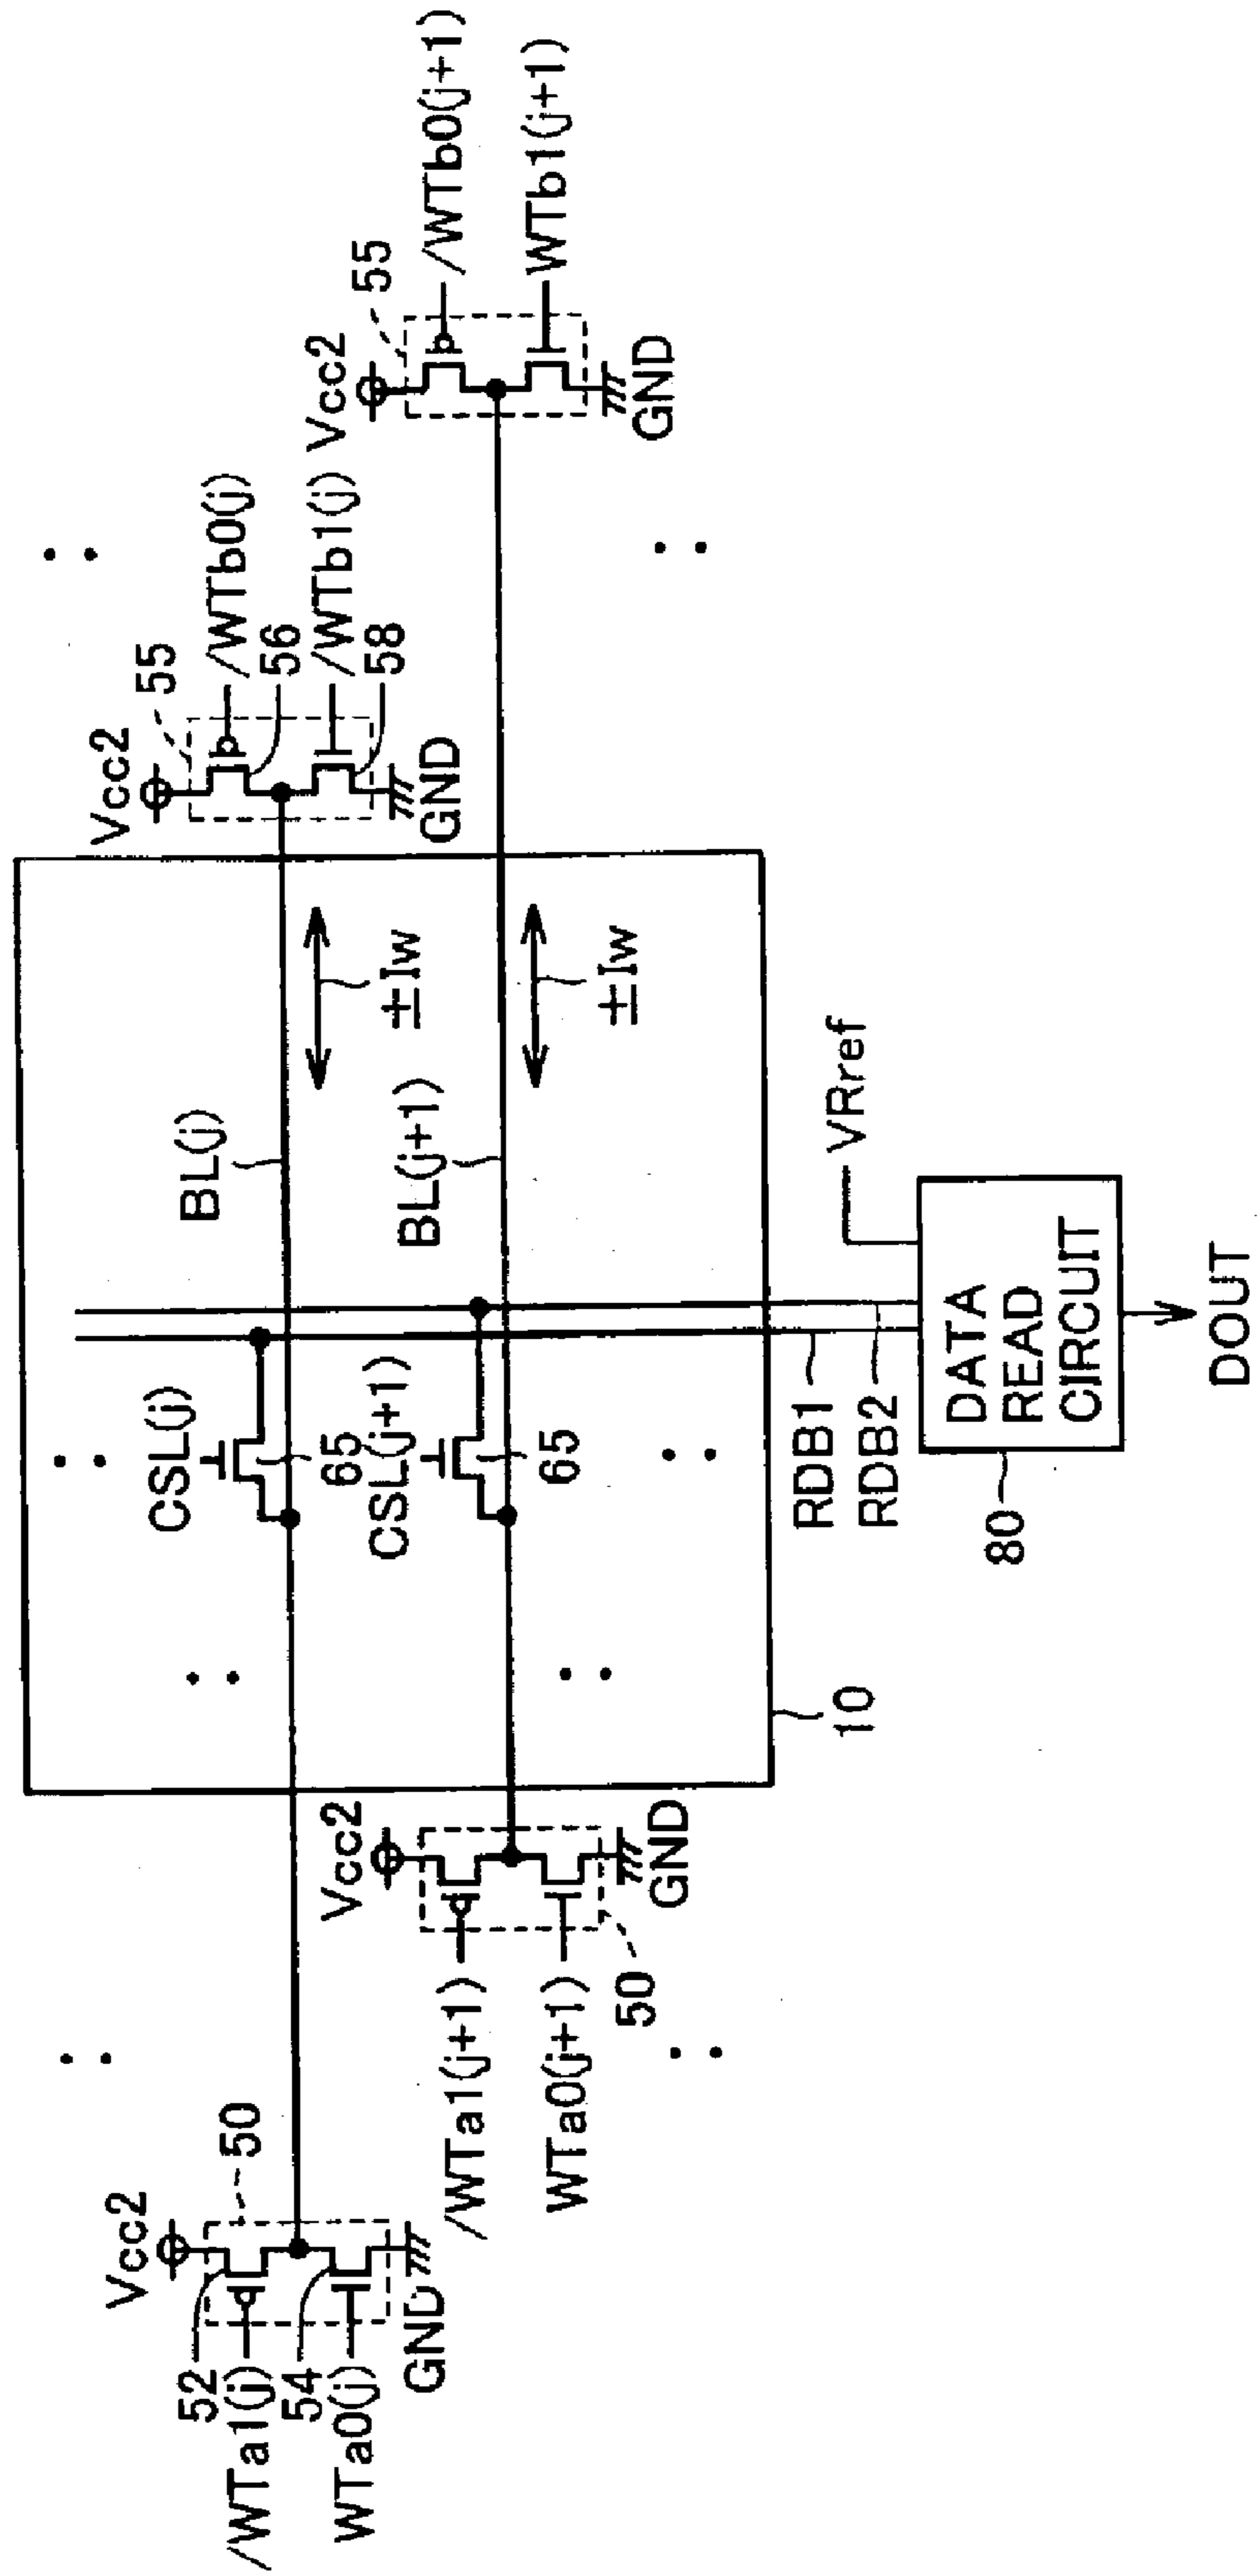 Vcc2
50
52
/WTa1(j)
54
WTa0(j)
GND
Vcc2
/WTa1(j+1)
WTa0(j+1)
50
GND
10
BL(j)
CSL(j)
65
±Iw
BL(j+1)
CSL(j+1)
65
±Iw
Vcc2
55
/WTb0(j)
56
/WTb1(j)
58
GND
Vcc2
55
/WTb0(j+1)
WTb1(j+1)
GND
RDB1
RDB2
VRref
80
DATA
READ
CIRCUIT
DOUT